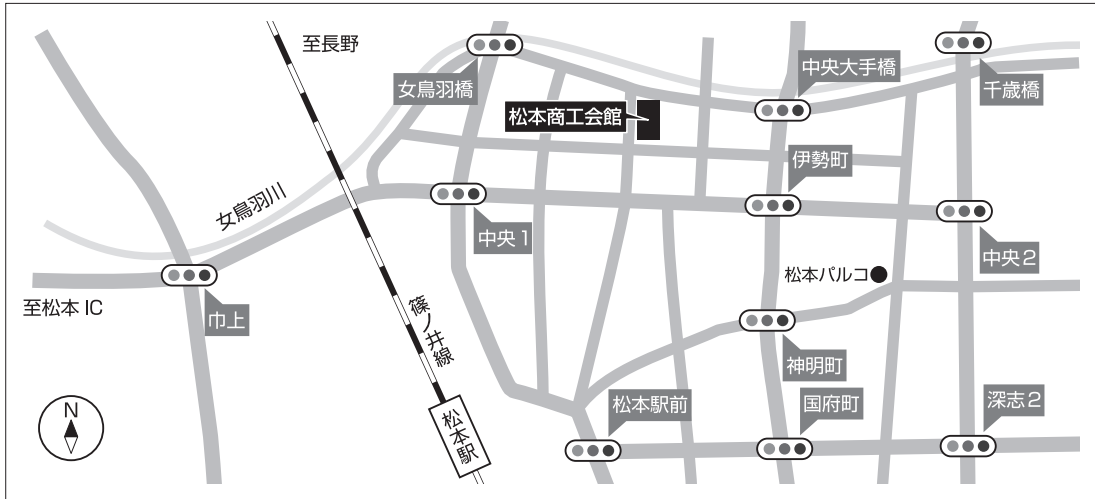 至長野
女鳥羽橋
中央大手橋
千歳橋
松本商工会館
伊勢町
女鳥羽川
中央1
中央2
松本パルコ
至松本IC
巾上
篠ノ井線
神明町
松本駅前
国府町
深志2
N
松本駅